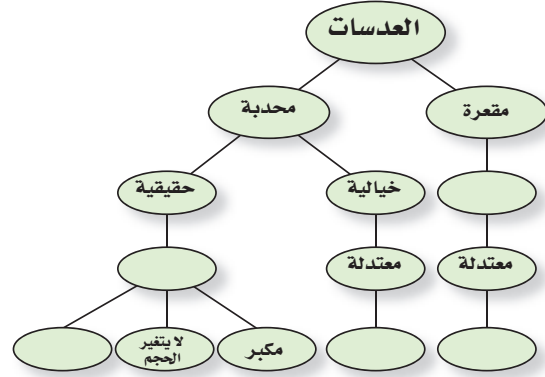 العدسات
مقعرة
محدبة
خيالية
حقيقية
معتدلة
معتدلة
مكبر
لا يتغير
الحجم